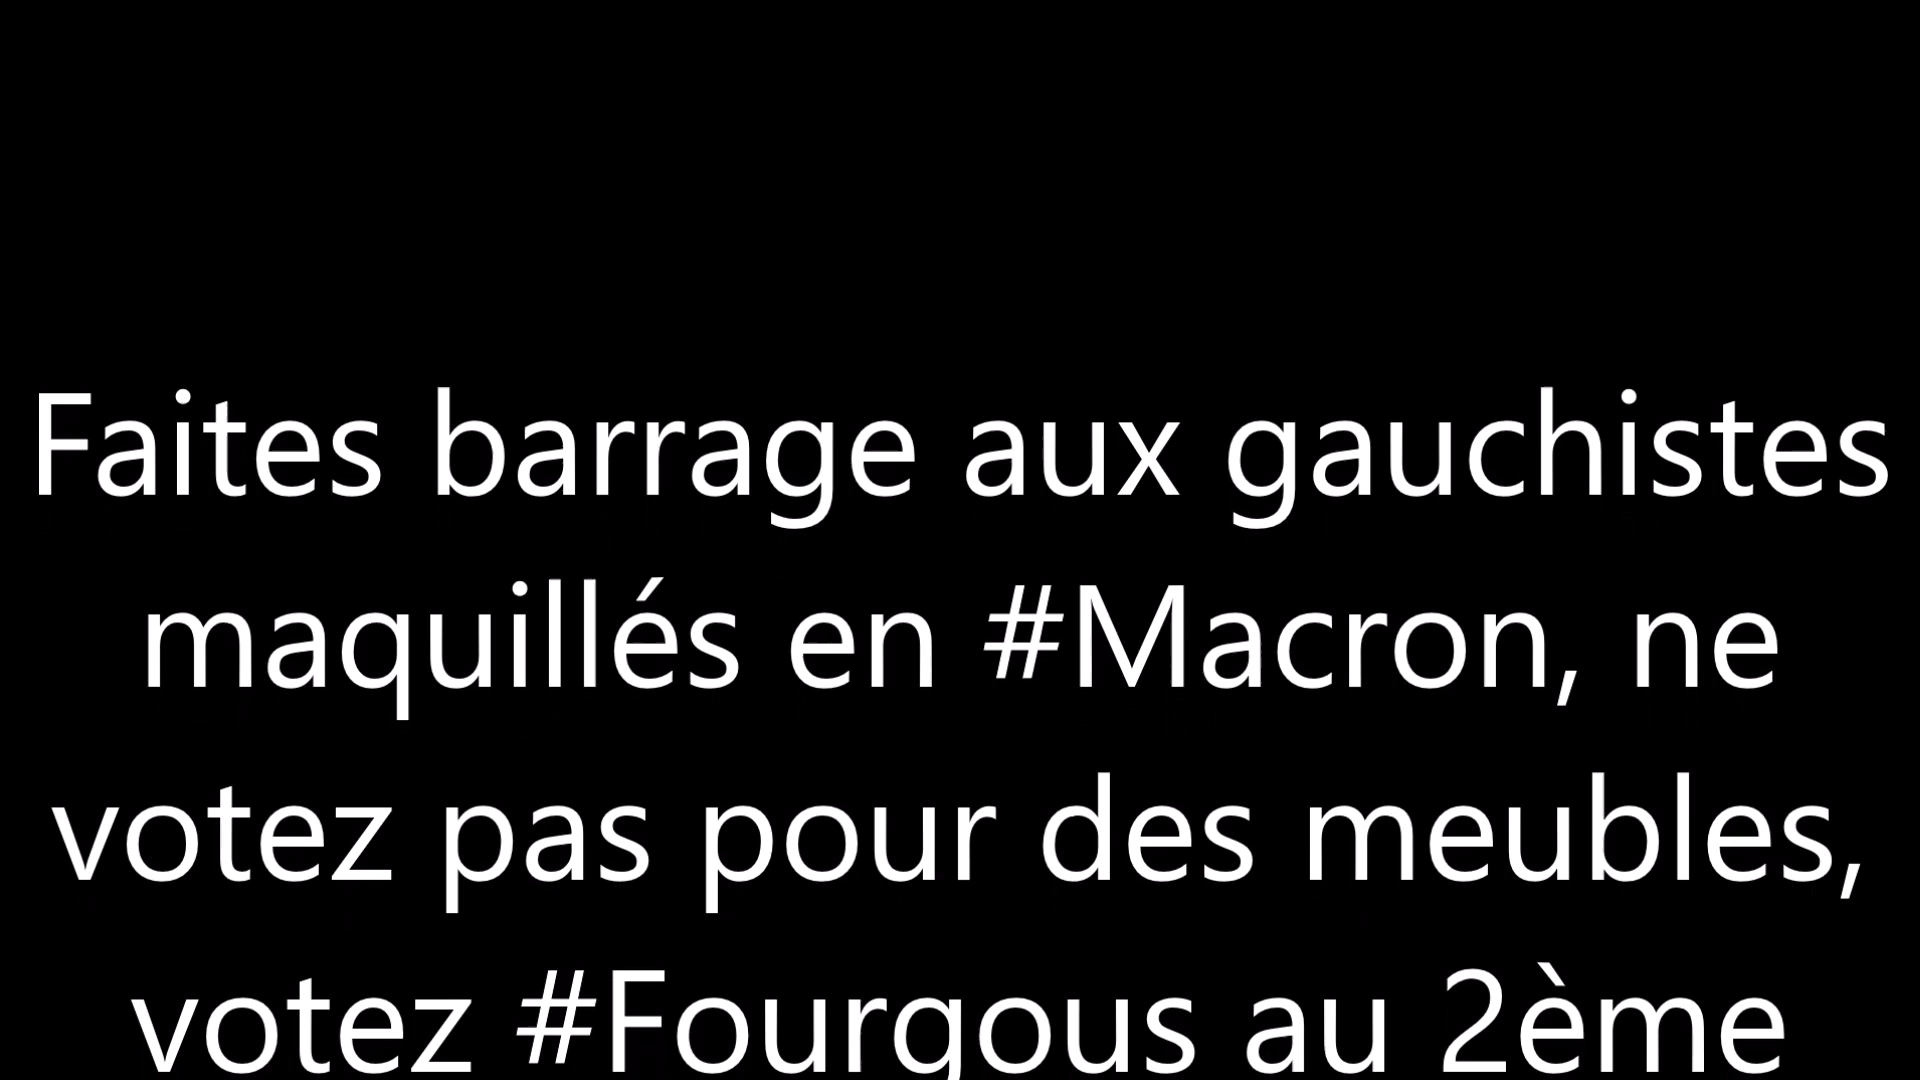 Faites barrage aux gauchistes
maquillés en #Macron, ne
votez pas pour des meubles,
votez #Fourgous au 2ème